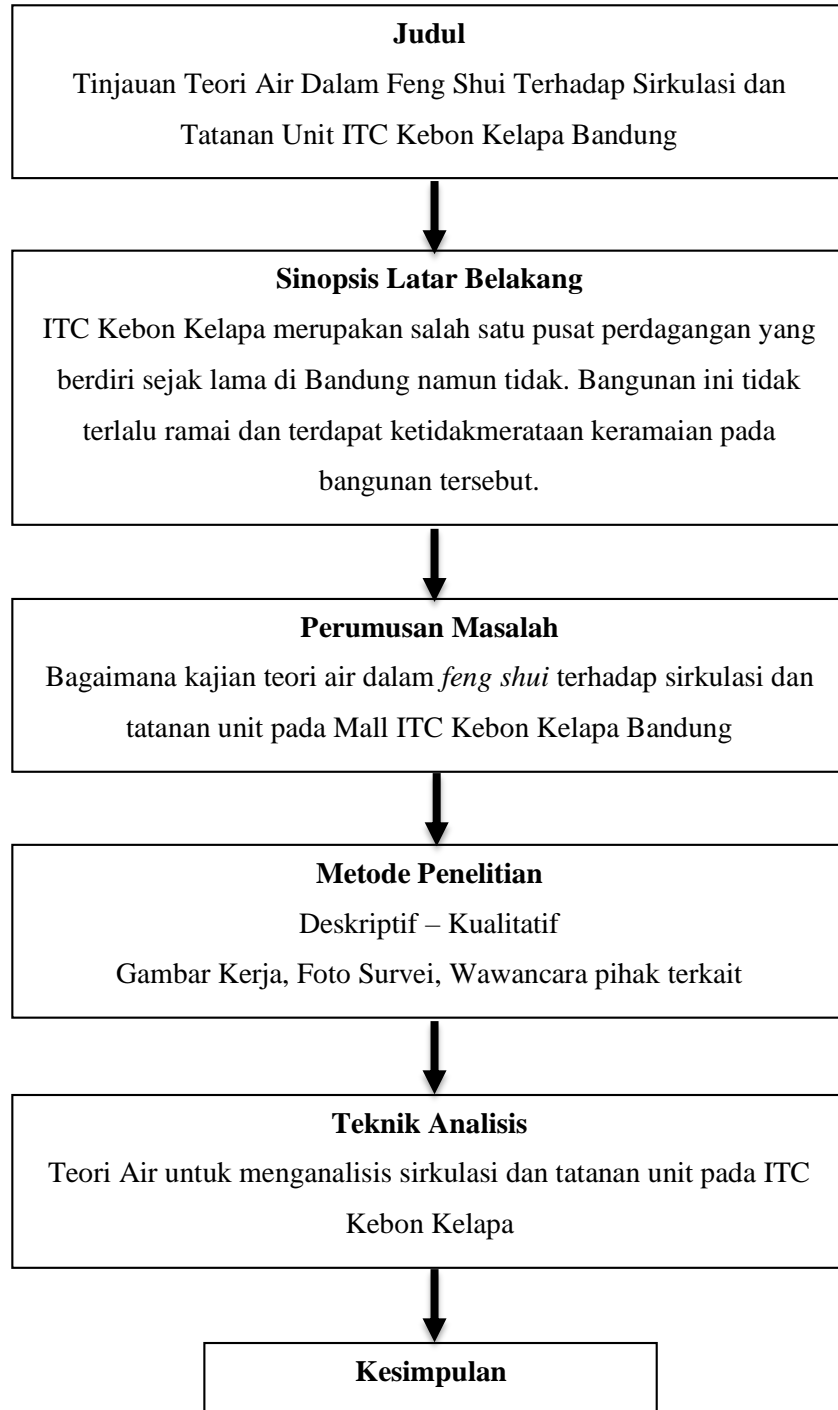 Judul
Tinjauan Teori Air Dalam Feng Shui Terhadap Sirkulasi dan
Tatanan Unit ITC Kebon Kelapa Bandung
Sinopsis Latar Belakang
ITC Kebon Kelapa merupakan salah satu pusat perdagangan yang
berdiri sejak lama di Bandung namun tidak. Bangunan ini tidak
terlalu ramai dan terdapat ketidakmerataan keramaian pada
bangunan tersebut.
Perumusan Masalah
Bagaimana kajian teori air dalam feng shui terhadap sirkulasi dan
tatanan unit pada Mall ITC Kebon Kelapa Bandung
Metode Penelitian
Deskriptif – Kualitatif
Gambar Kerja, Foto Survei, Wawancara pihak terkait
Teknik Analisis
Teori Air untuk menganalisis sirkulasi dan tatanan unit pada ITC
Kebon Kelapa
Kesimpulan